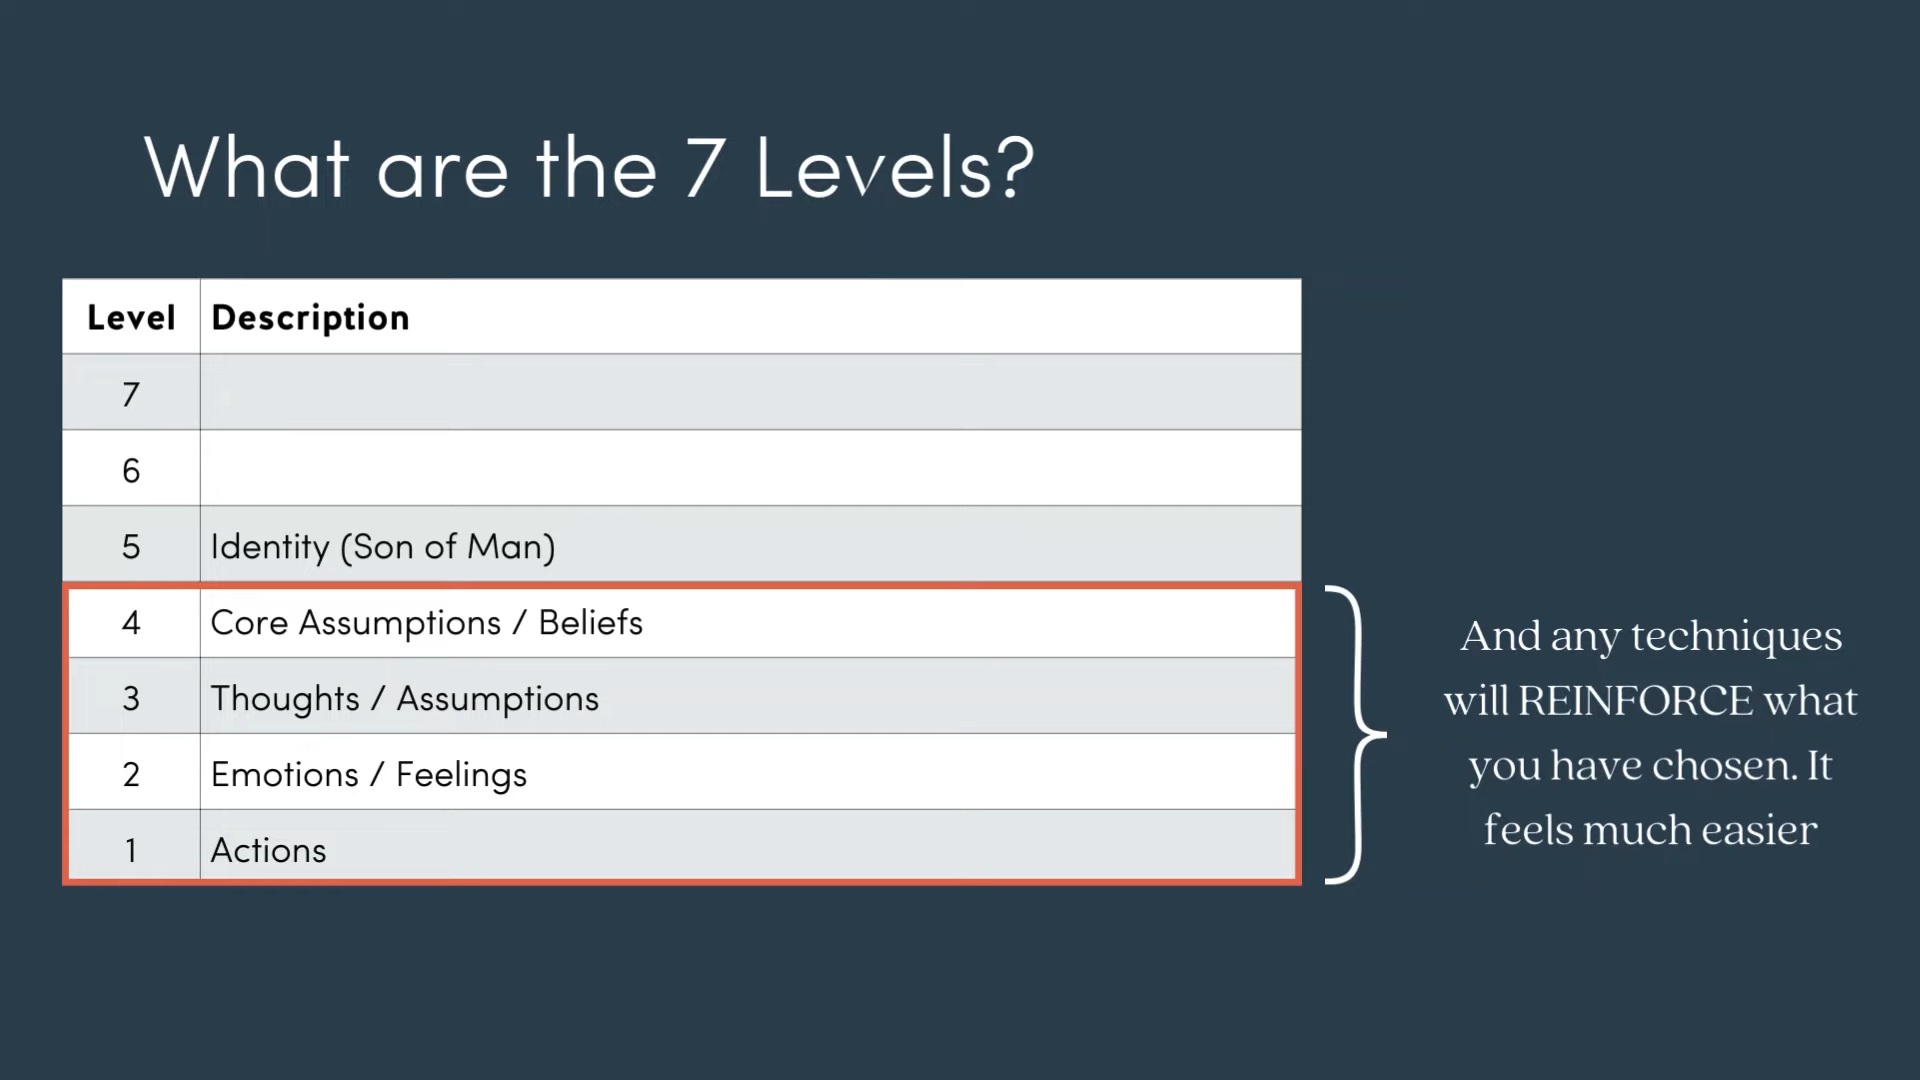 What are the 7 Levels?
Level Description
7
6
5 Identity (Son of Man)
4 Core Assumptions / Beliefs
3 Thoughts / Assumptions
2 Emotions / Feelings
1 Actions
And any techniques
will REINFORCE what
you have chosen. It
feels much easier